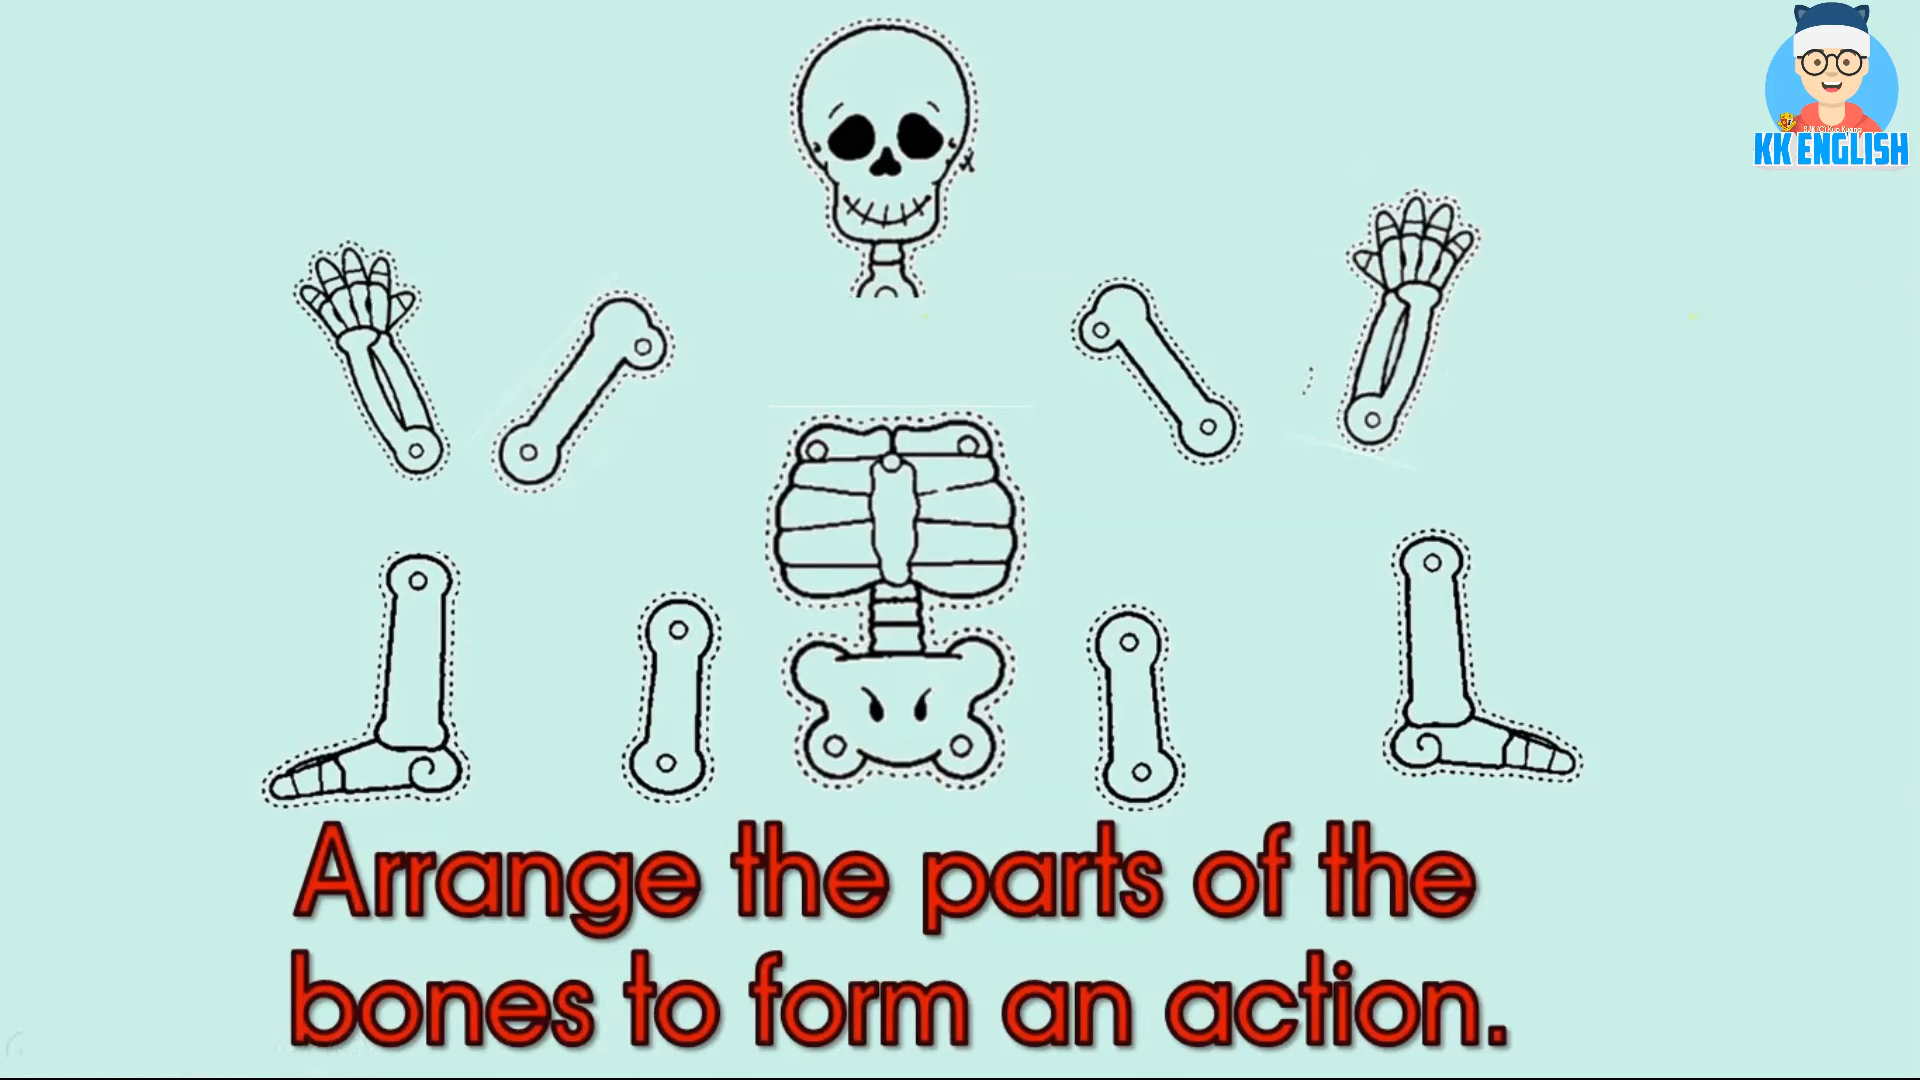 KK ENGLISH
Arrange the parts of the
bones to form an action.